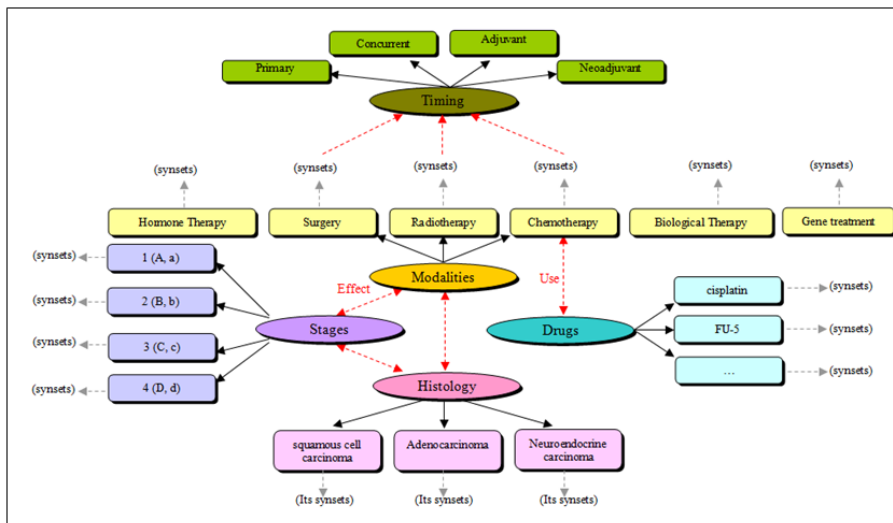 Concurrent
Adjuvant
Primary
Neoadjuvant
Timing
(synsets)
(synsets)
(synsets)
(synsets)
(synsets)
(synsets)
Hormone Therapy
Surgery
Radiotherapy
Chemotherapy
Biological Therapy
Gene treatment
(synsets)
1 (A, a)
Modalities
Effect
Use
(synsets)
2 (B, b)
cisplatin
(synsets)
Stages
Drugs
FU-5
(synsets)
(synsets)
3 (C, c)
...
(synsets)
(synsets)
4 (D, d)
Histology
squamous cell
carcinoma
Adenocarcinoma
Neuroendocrine
carcinoma
(Its synsets)
(Its synsets)
(Its synsets)